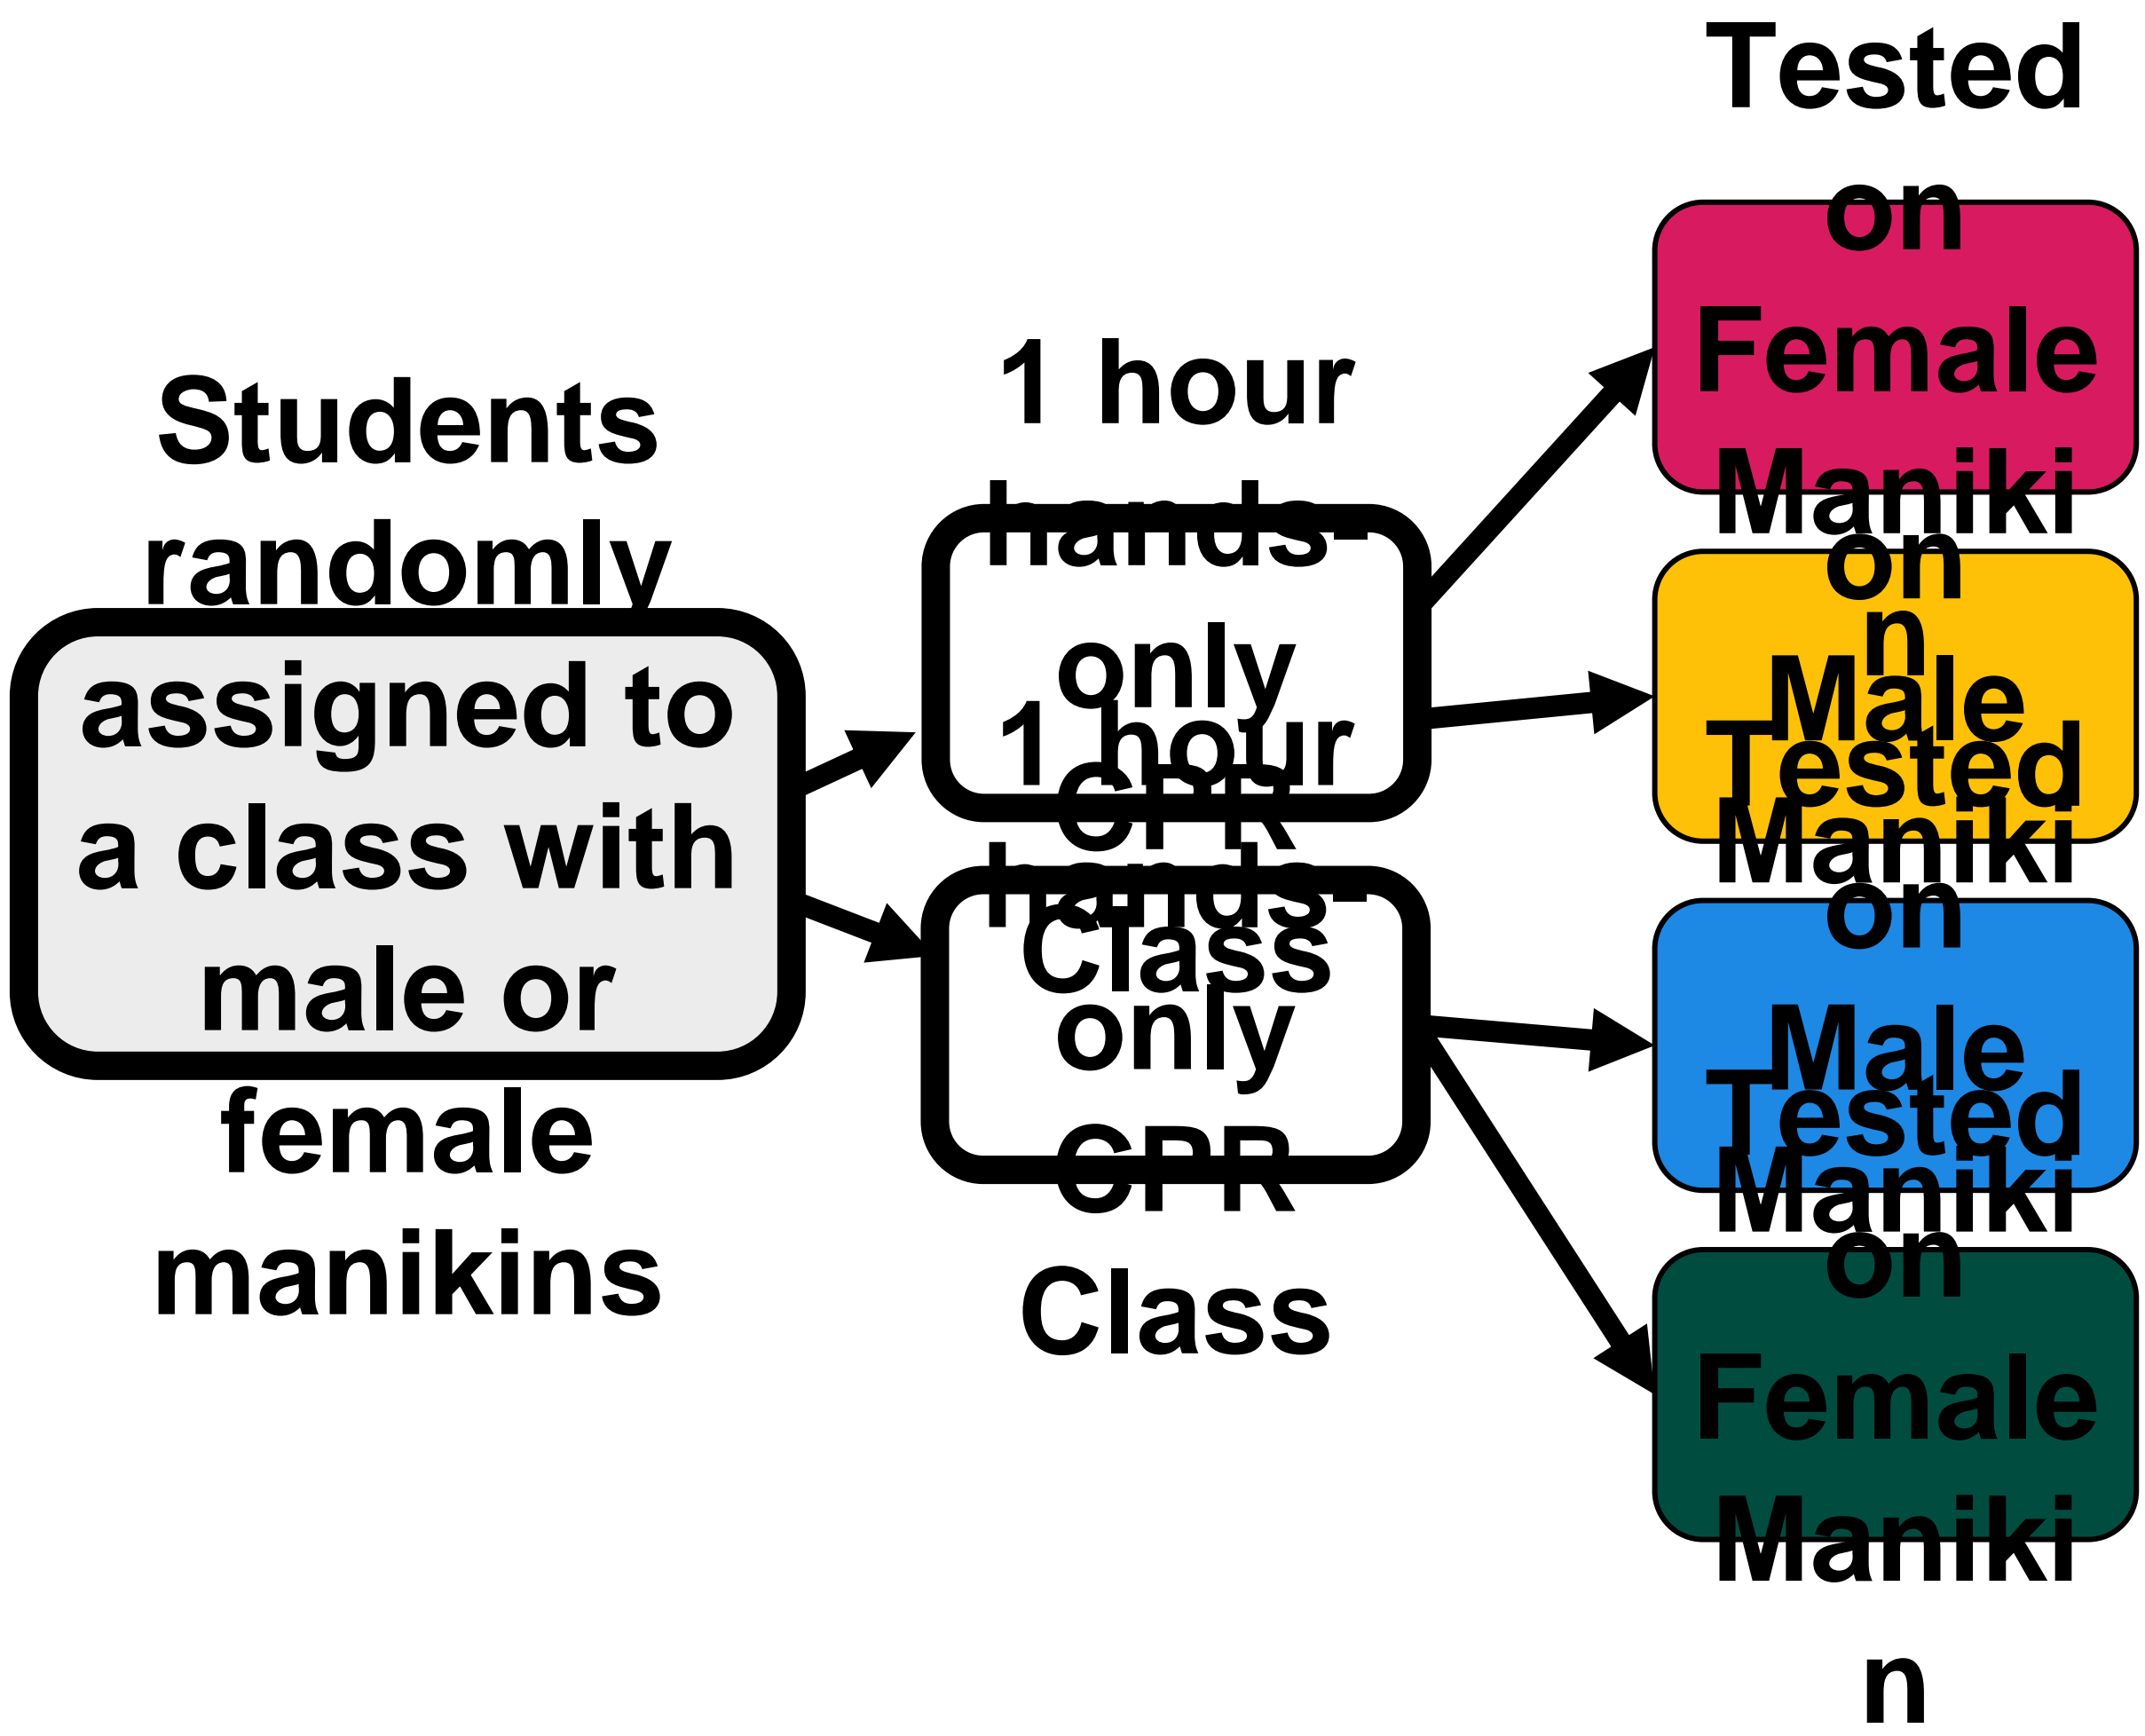 Students
randomly
assigned to
a class with
male or
female
manikins
1 hour
hands-
only
CPR
Class
1 hour
hands-
only
CPR
Class
Tested
on
Female
Maniki
n
Tested
on
Male
Maniki
n
Tested
on
Male
Maniki
n
Tested
on
Female
Maniki
n